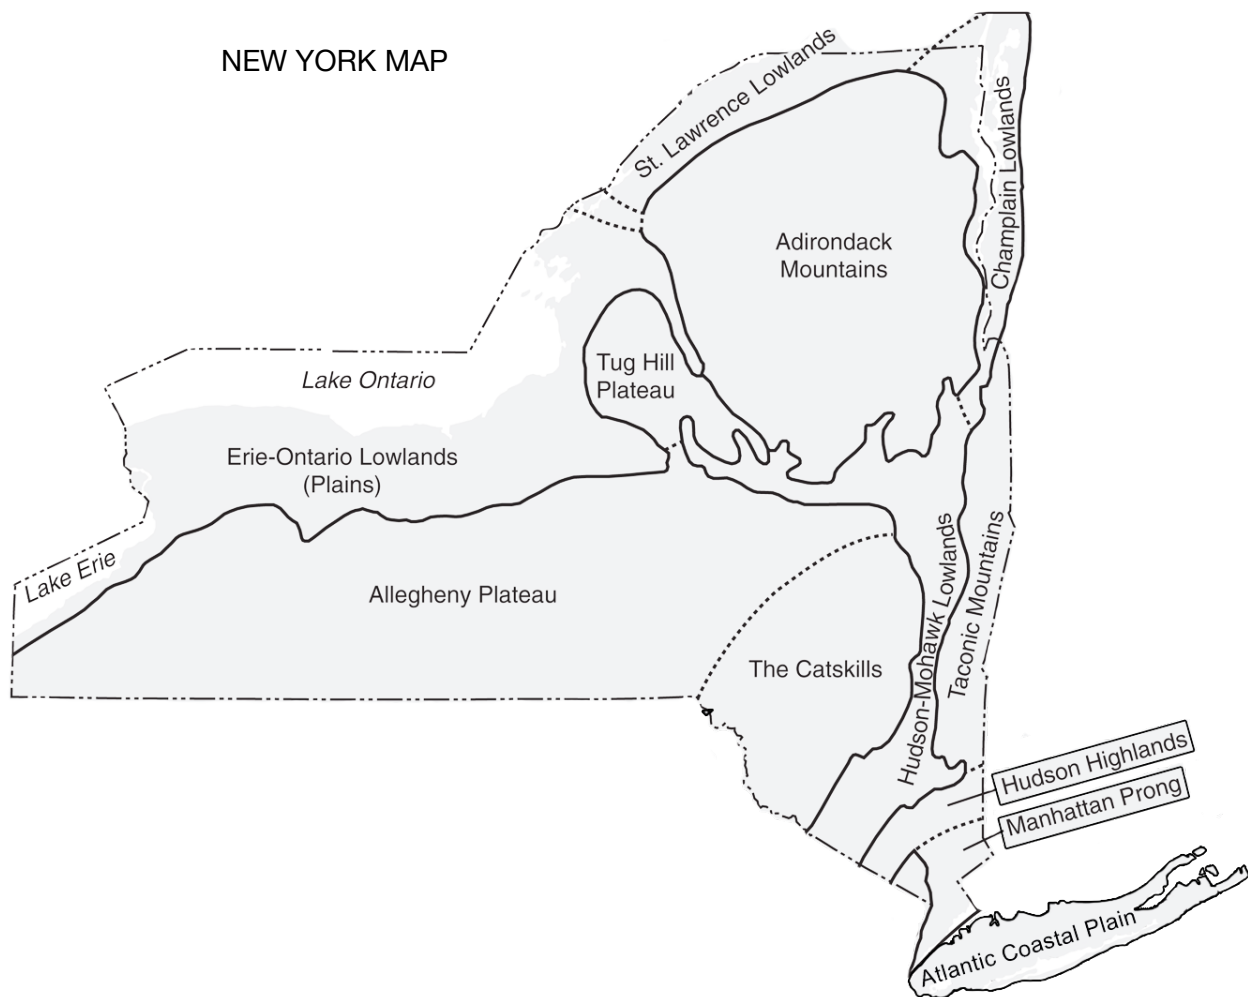 NEW YORK MAP
St. Lawrence Lowlands
Champlain Lowlands
Adirondack
Mountains
Tug Hill
Plateau
Lake Ontario
Erie-Ontario Lowlands
(Plains)
Lake Erie
Allegheny Plateau
The Catskills
Hudson-Mohawk Lowlands
Taconic Mountains
Hudson Highlands
Manhattan Prong
Atlantic Coastal Plain